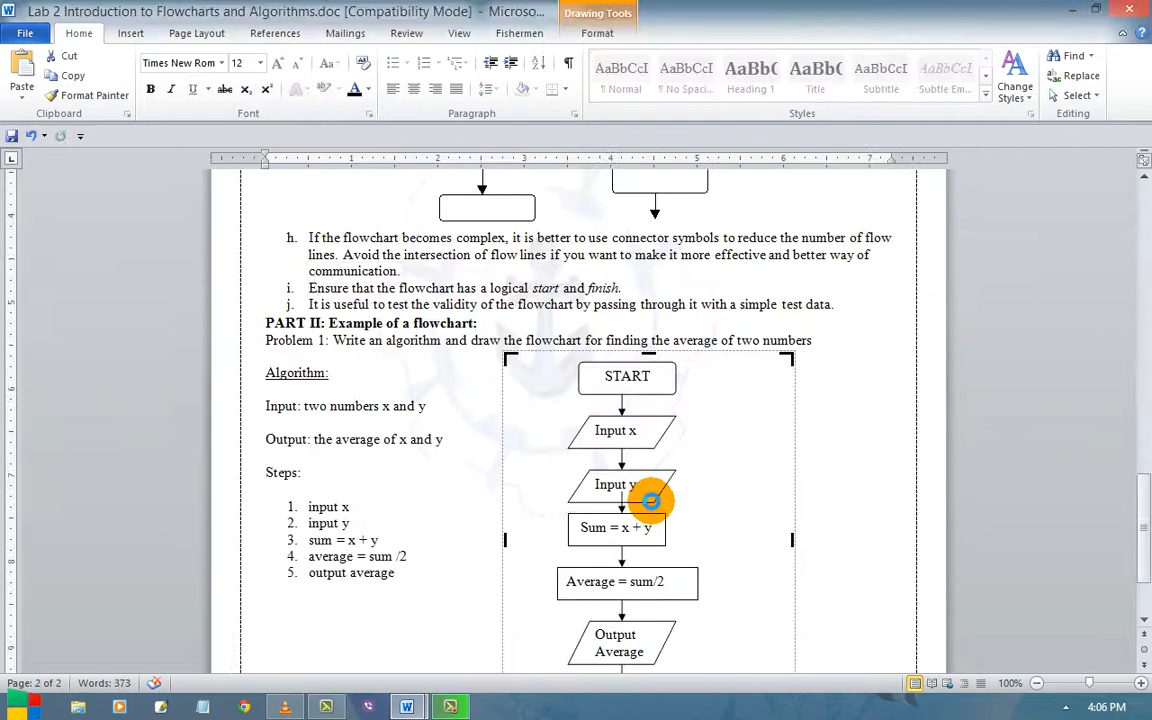 Lab 2 Introduction to Flowcharts and Algorithms.doc [Compatibility Mode] - Microso...
Drawing Tools
File Home Insert Page Layout References Mailings Review View Fishermen Format
Cut
Copy
Format Painter
Paste
Clipboard
Times New Rom 12
Font
Paragraph
AaBbCcI AaBbCcI AaBb( AaBb( AaBbCcI AaBbCcI
¶ Normal ¶ No Spaci... Heading 1 Title Subtitle Subtle Em...
Styles
Change
Styles
Find
Replace
Select
Editing
1 2 3 4 5 6 7
h. If the flowchart becomes complex, it is better to use connector symbols to reduce the number of flow
lines. Avoid the intersection of flow lines if you want to make it more effective and better way of
communication.
i. Ensure that the flowchart has a logical start and finish.
j. It is useful to test the validity of the flowchart by passing through it with a simple test data.
PART II: Example of a flowchart:
Problem 1: Write an algorithm and draw the flowchart for finding the average of two numbers
Algorithm:
Input: two numbers x and y
Output: the average of x and y
Steps:
1. input x
2. input y
3. sum = x + y
4. average = sum /2
5. output average
START
Input x
Input y
Sum = x + y
Average = sum/2
Output
Average
Page: 2 of 2 Words: 373
100%
4:06 PM